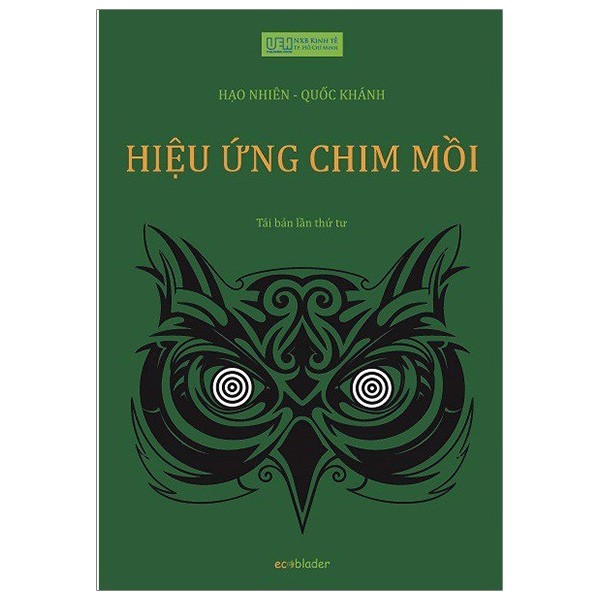 UEH NXB KINH TẾ
TP. HỒ CHÍ MINH
HẠO NHIÊN - QUỐC KHÁNH
HIỆU ỨNG CHIM MỒI
Tái bản lần thứ tư
ecoblader